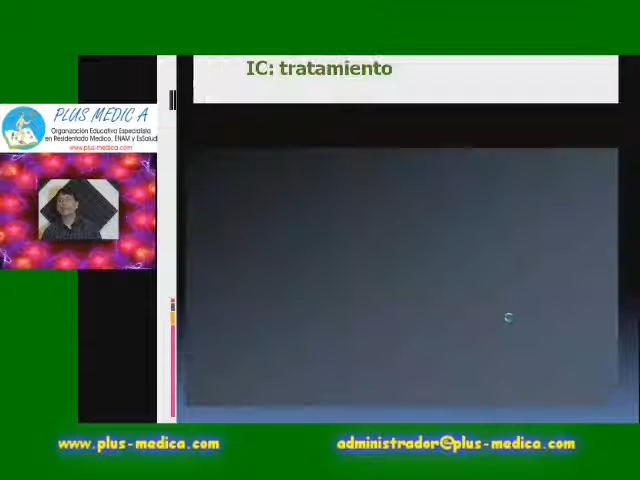 IC: tratamiento
PLUS MEDIC A
Organización Educativa Especialista
en Residentado Medico, ENAM y EsSalud
www.plus-medica.com
www.plus-medica.com
administrador@plus-medica.com